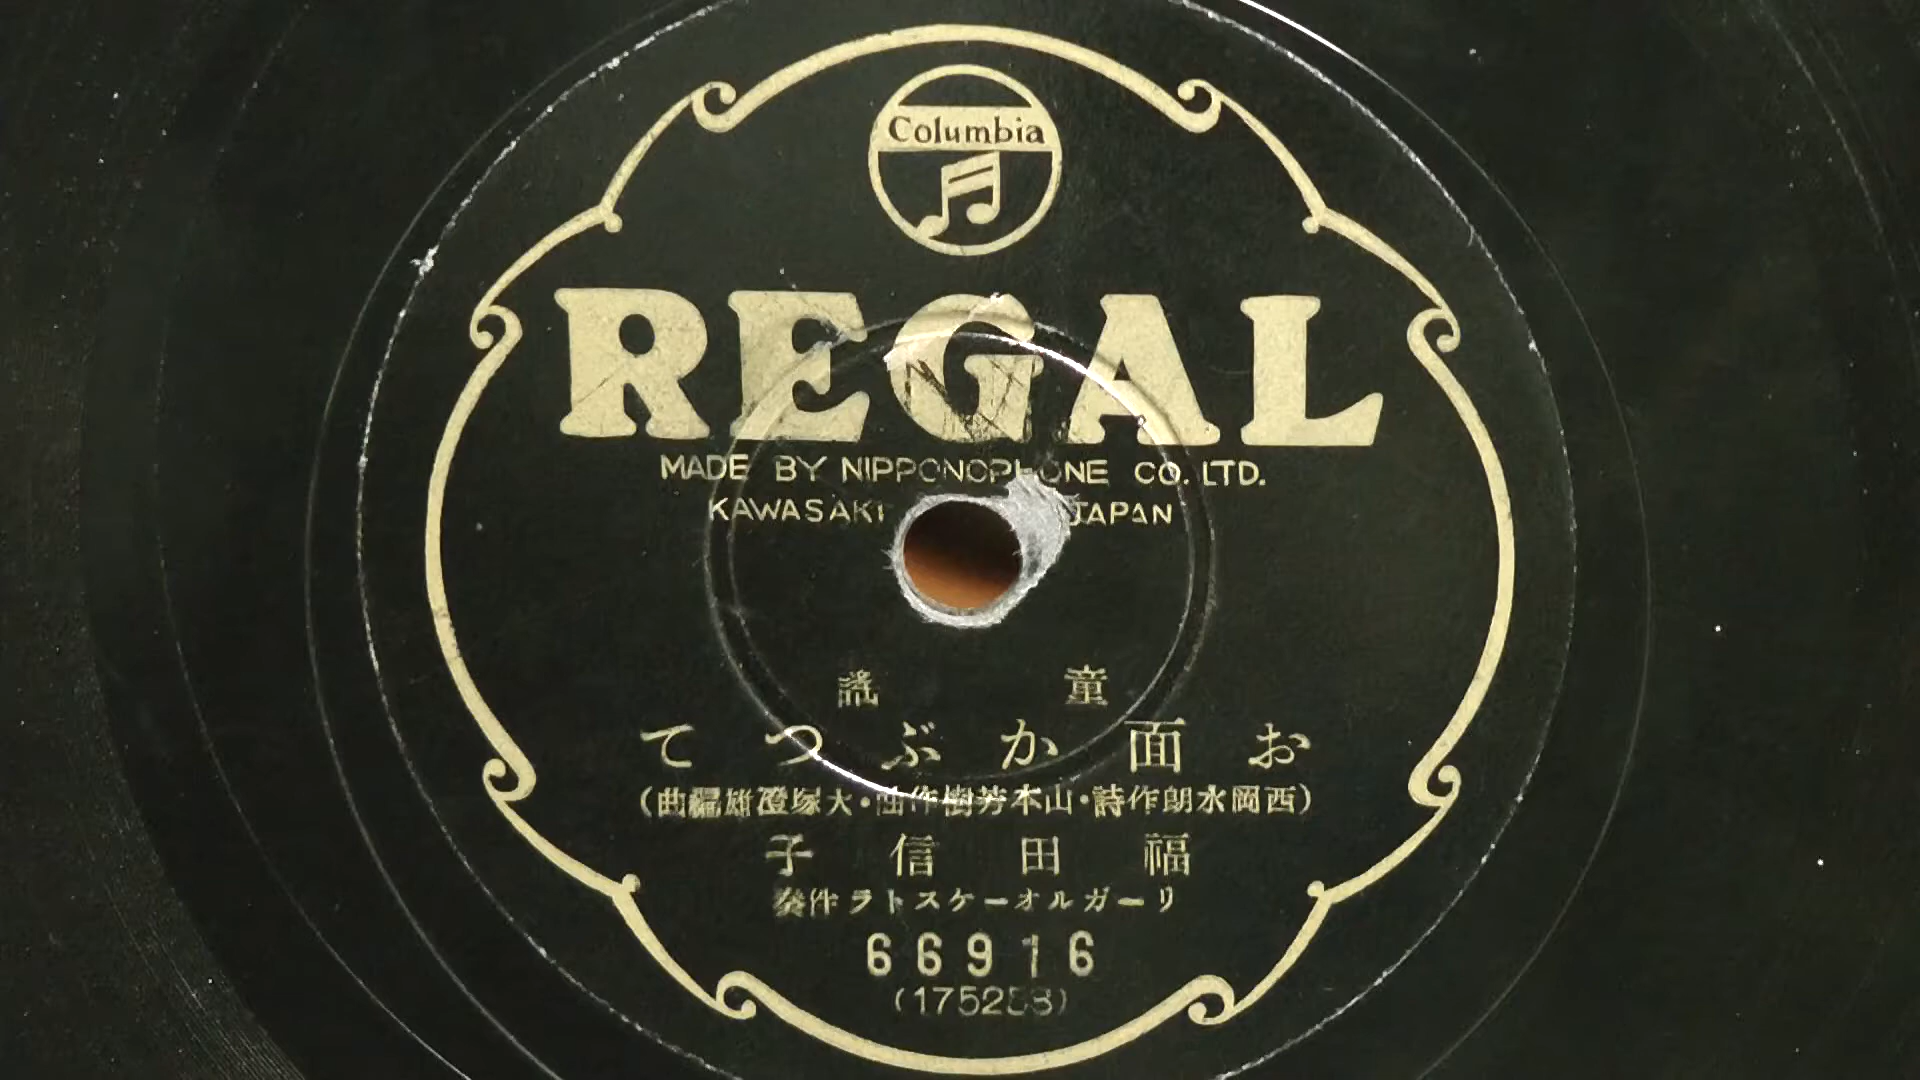 Columbia
REGAL
MADE BY NIPPONOPHONE CO. LTD.
KAWASAKI JAPAN
童謡
お面かぶつて
(西岡水朗作詩・山本芳樹作曲・大塚澄雄編曲)
福田信子
リーガルオーケストラ伴奏
66916
(175258)